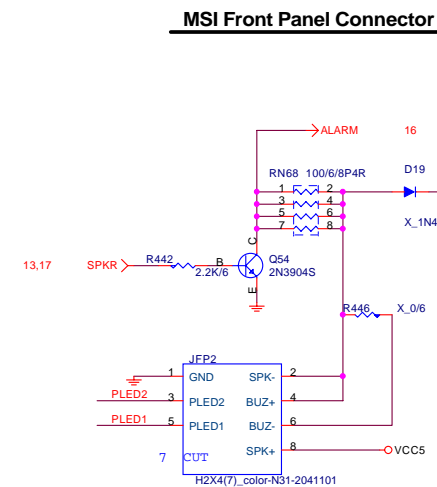 MSI Front Panel Connector
ALARM 16
RN68 100/6/8P4R D19
1 2
3 4
5 6
7 8
X_1N4
C
13,17 SPKR R442 B Q54
2.2K/6 2N3904S
E
R446 X_0/6
JFP2
1 GND SPK- 2
3 PLED2 PLED2 BUZ+ 4
5 PLED1 PLED1 BUZ- 6
SPK+ 8 VCC5
7 CUT
H2X4(7)_color-N31-2041101